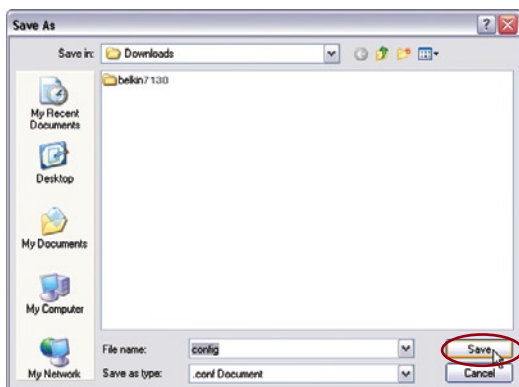 Save As
Save in:
Downloads
belkin7130
My Recent
Documents
Desktop
My Documents
My Computer
My Network
File name:
config
Save
Save as type:
.conf Document
Cancel